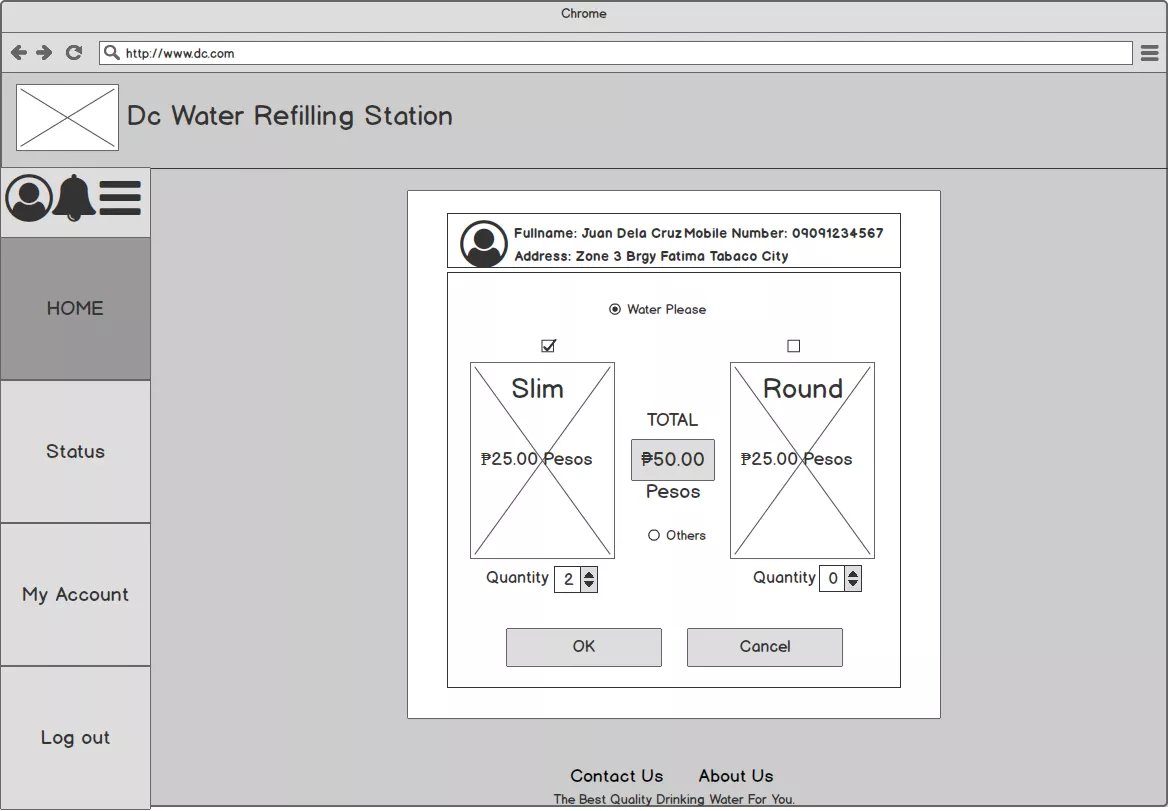 Chrome
http://www.dc.com
Dc Water Refilling Station
HOME
Status
My Account
Log out
Fullname: Juan Dela Cruz Mobile Number: 09091234567
Address: Zone 3 Brgy Fatima Tabaco City
Water Please
Slim
₱25.00 Pesos
Quantity 2
TOTAL
₱50.00
Pesos
Others
Round
₱25.00 Pesos
Quantity 0
OK
Cancel
Contact Us
About Us
The Best Quality Drinking Water For You.